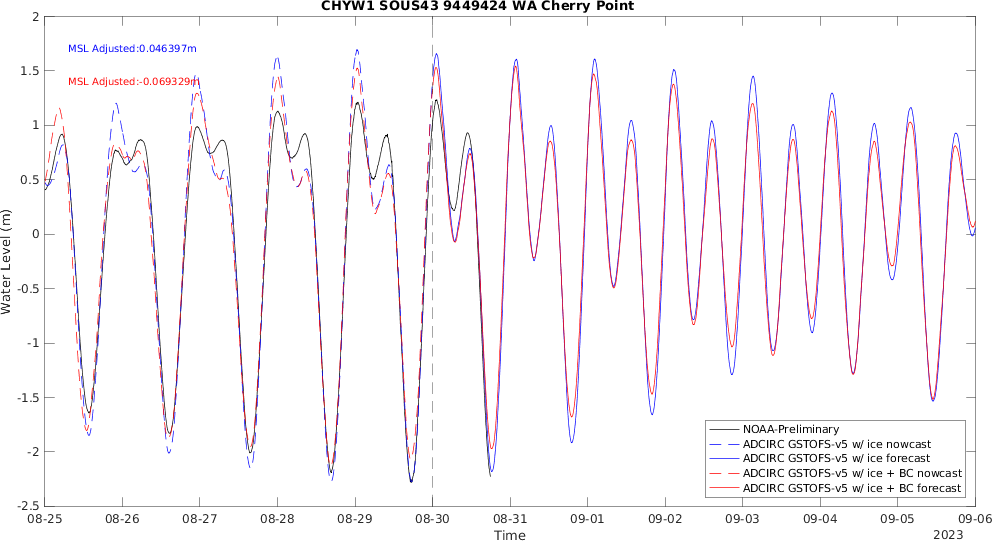 CHYW1 SOUS43 9449424 WA Cherry Point
MSL Adjusted:0.046397m
MSL Adjusted:-0.069329m
2
1.5
1
0.5
0
-0.5
-1
-1.5
-2
-2.5
Water Level (m)
NOAA-Preliminary
ADCIRC GSTOFS-v5 w/ ice nowcast
ADCIRC GSTOFS-v5 w/ ice forecast
ADCIRC GSTOFS-v5 w/ ice + BC nowcast
ADCIRC GSTOFS-v5 w/ ice + BC forecast
08-25 08-26 08-27 08-28 08-29 08-30 08-31 09-01 09-02 09-03 09-04 09-05 09-06
Time
2023